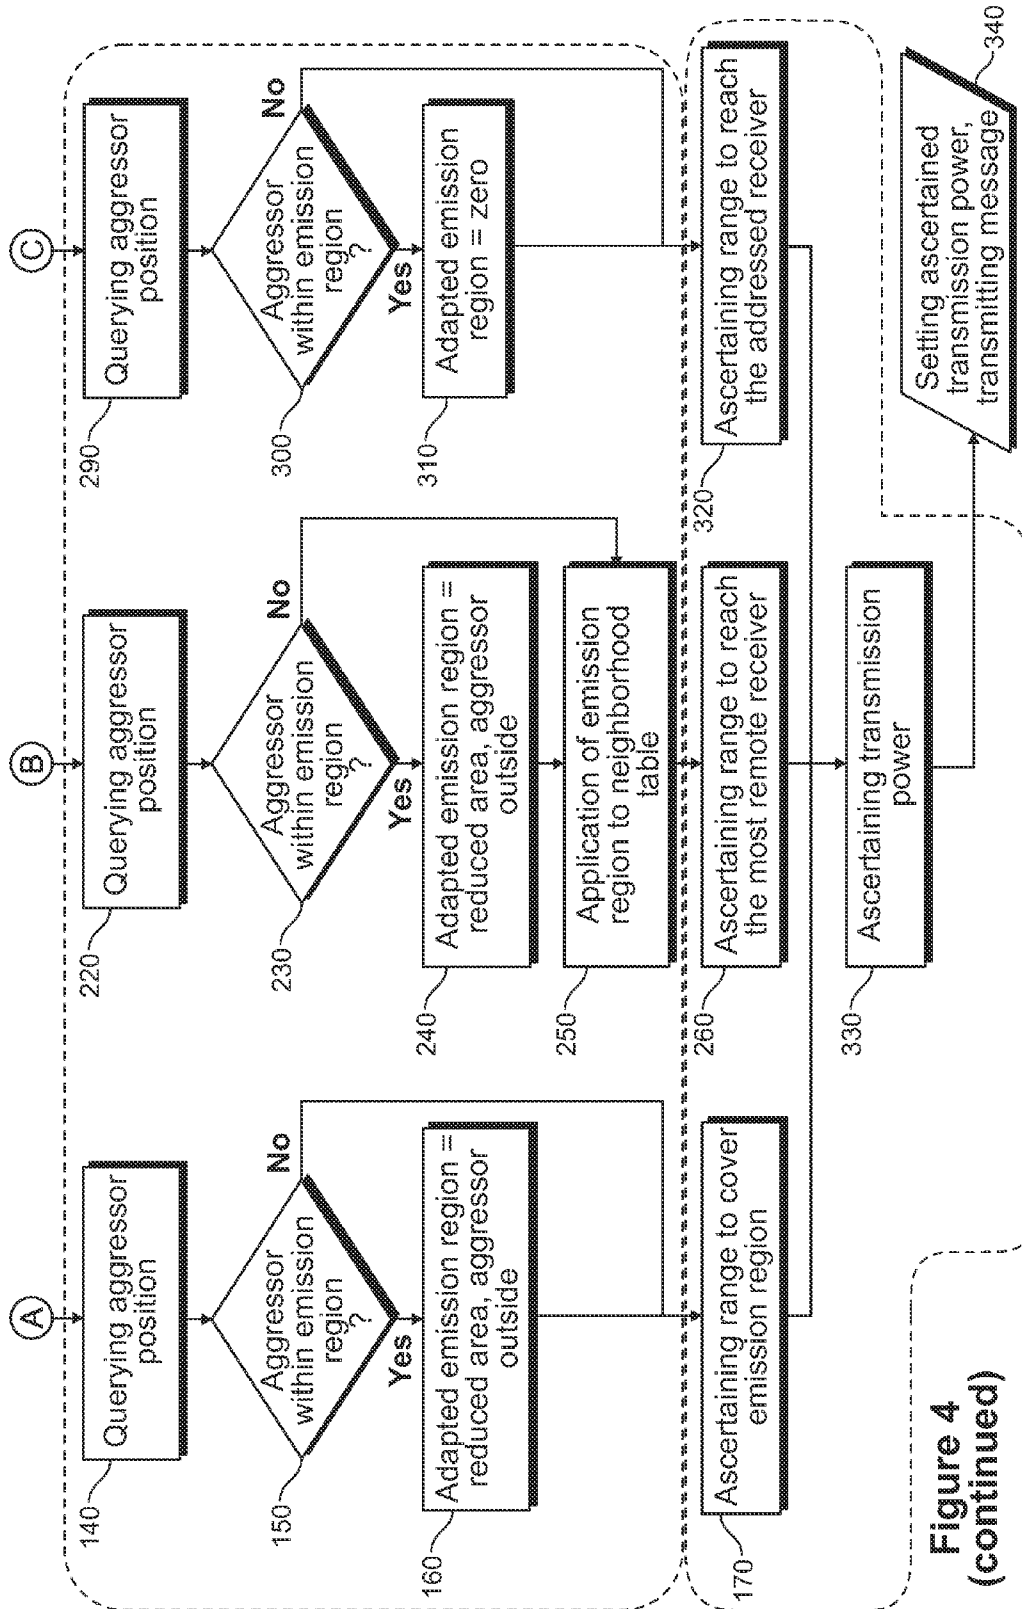 A
140
Querying aggressor
position
150
Aggressor
within emission
region
?
No
Yes
160
Adapted emission region =
reduced area, aggressor
outside
170
Ascertaining range to cover
emission region
B
220
Querying aggressor
position
230
Aggressor
within emission
region
?
No
Yes
240
Adapted emission region =
reduced area, aggressor
outside
250
Application of emission
region to neighborhood
table
260
Ascertaining range to reach
the most remote receiver
330
Ascertaining transmission
power
C
290
Querying aggressor
position
300
Aggressor
within emission
region
?
No
Yes
310
Adapted emission
region = zero
320
Ascertaining range to reach
the addressed receiver
340
Setting ascertained
transmission power,
transmitting message
Figure 4
(continued)